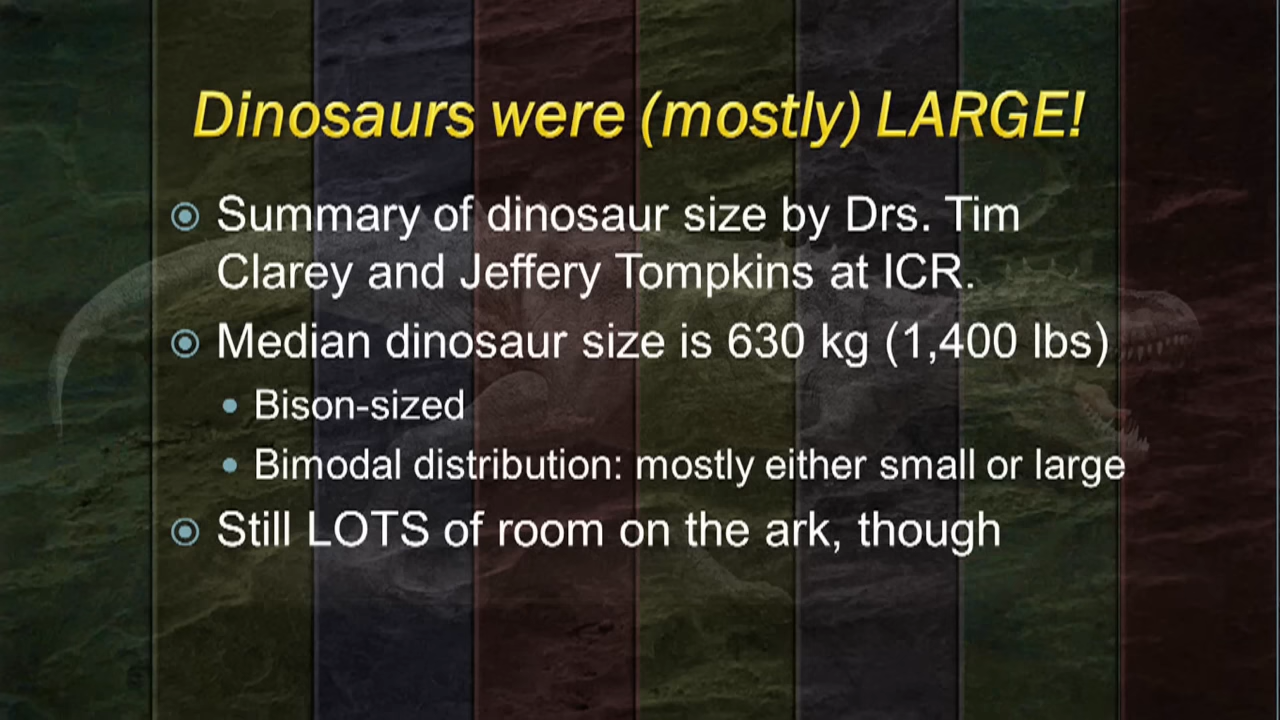 Dinosaurs were (mostly) LARGE!
Summary of dinosaur size by Drs. Tim
Clarey and Jeffery Tompkins at ICR.
Median dinosaur size is 630 kg (1,400 lbs)
Bison-sized
Bimodal distribution: mostly either small or large
Still LOTS of room on the ark, though